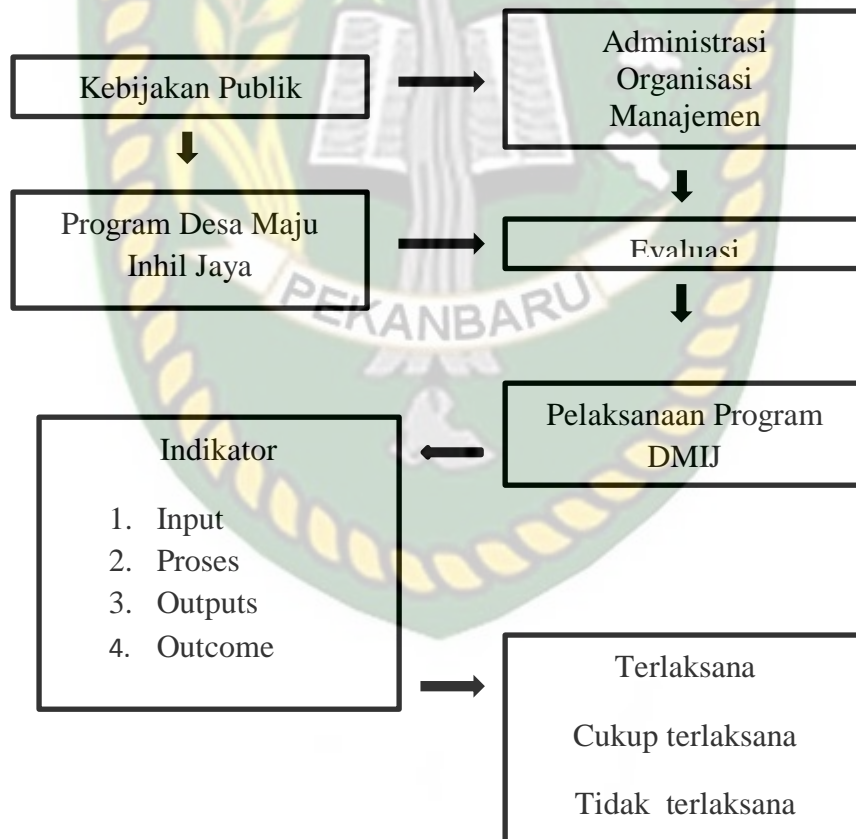 Kebijakan Publik
Administrasi
Organisasi
Manajemen
Program Desa Maju
Inhil Jaya
Evaluasi
PEKANBARU
Pelaksanaan Program
DMIJ
Indikator
1. Input
2. Proses
3. Outputs
4. Outcome
Terlaksana
Cukup terlaksana
Tidak terlaksana